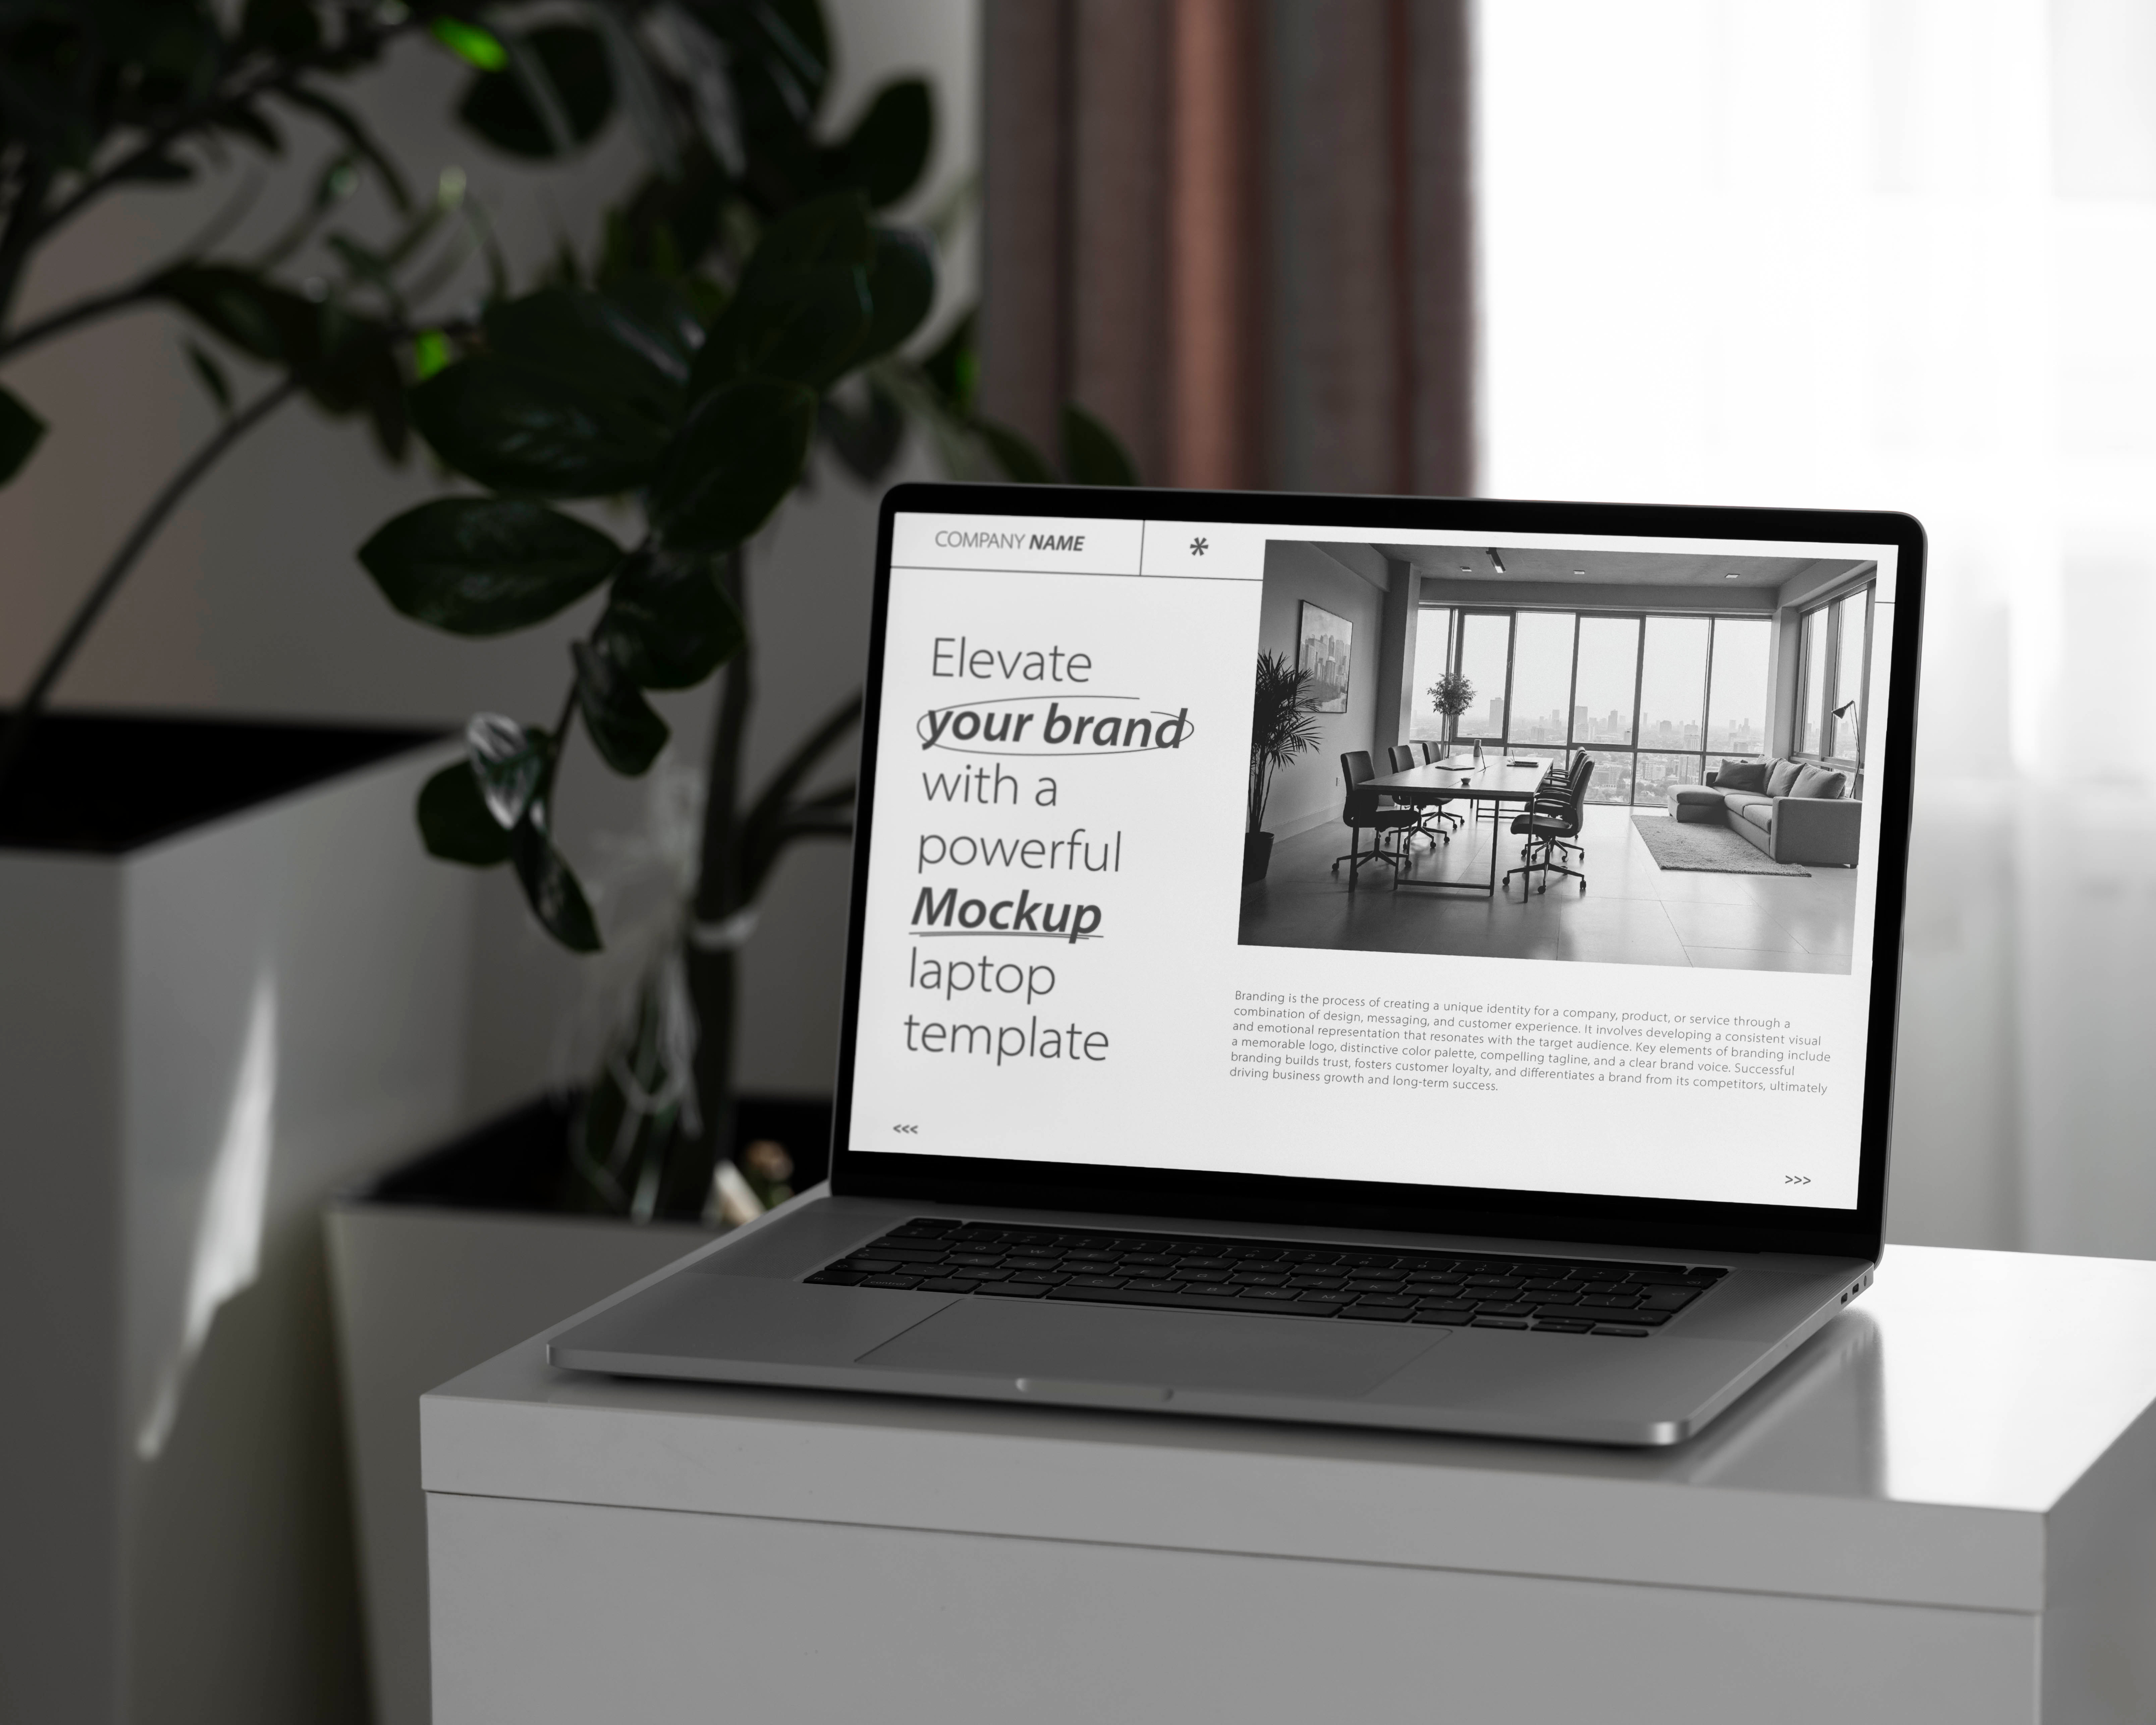 COMPANY NAME
*
Elevate
your brand
with a
powerful
Mockup
laptop
template
Branding is the process of creating a unique identity for a company, product, or service through a
combination of design, messaging, and customer experience. It involves developing a consistent visual
and emotional representation that resonates with the target audience. Key elements of branding include
a memorable logo, distinctive color palette, compelling tagline, and a clear brand voice. Successful
branding builds trust, fosters customer loyalty, and differentiates a brand from its competitors, ultimately
driving business growth and long-term success.
<<<
>>>